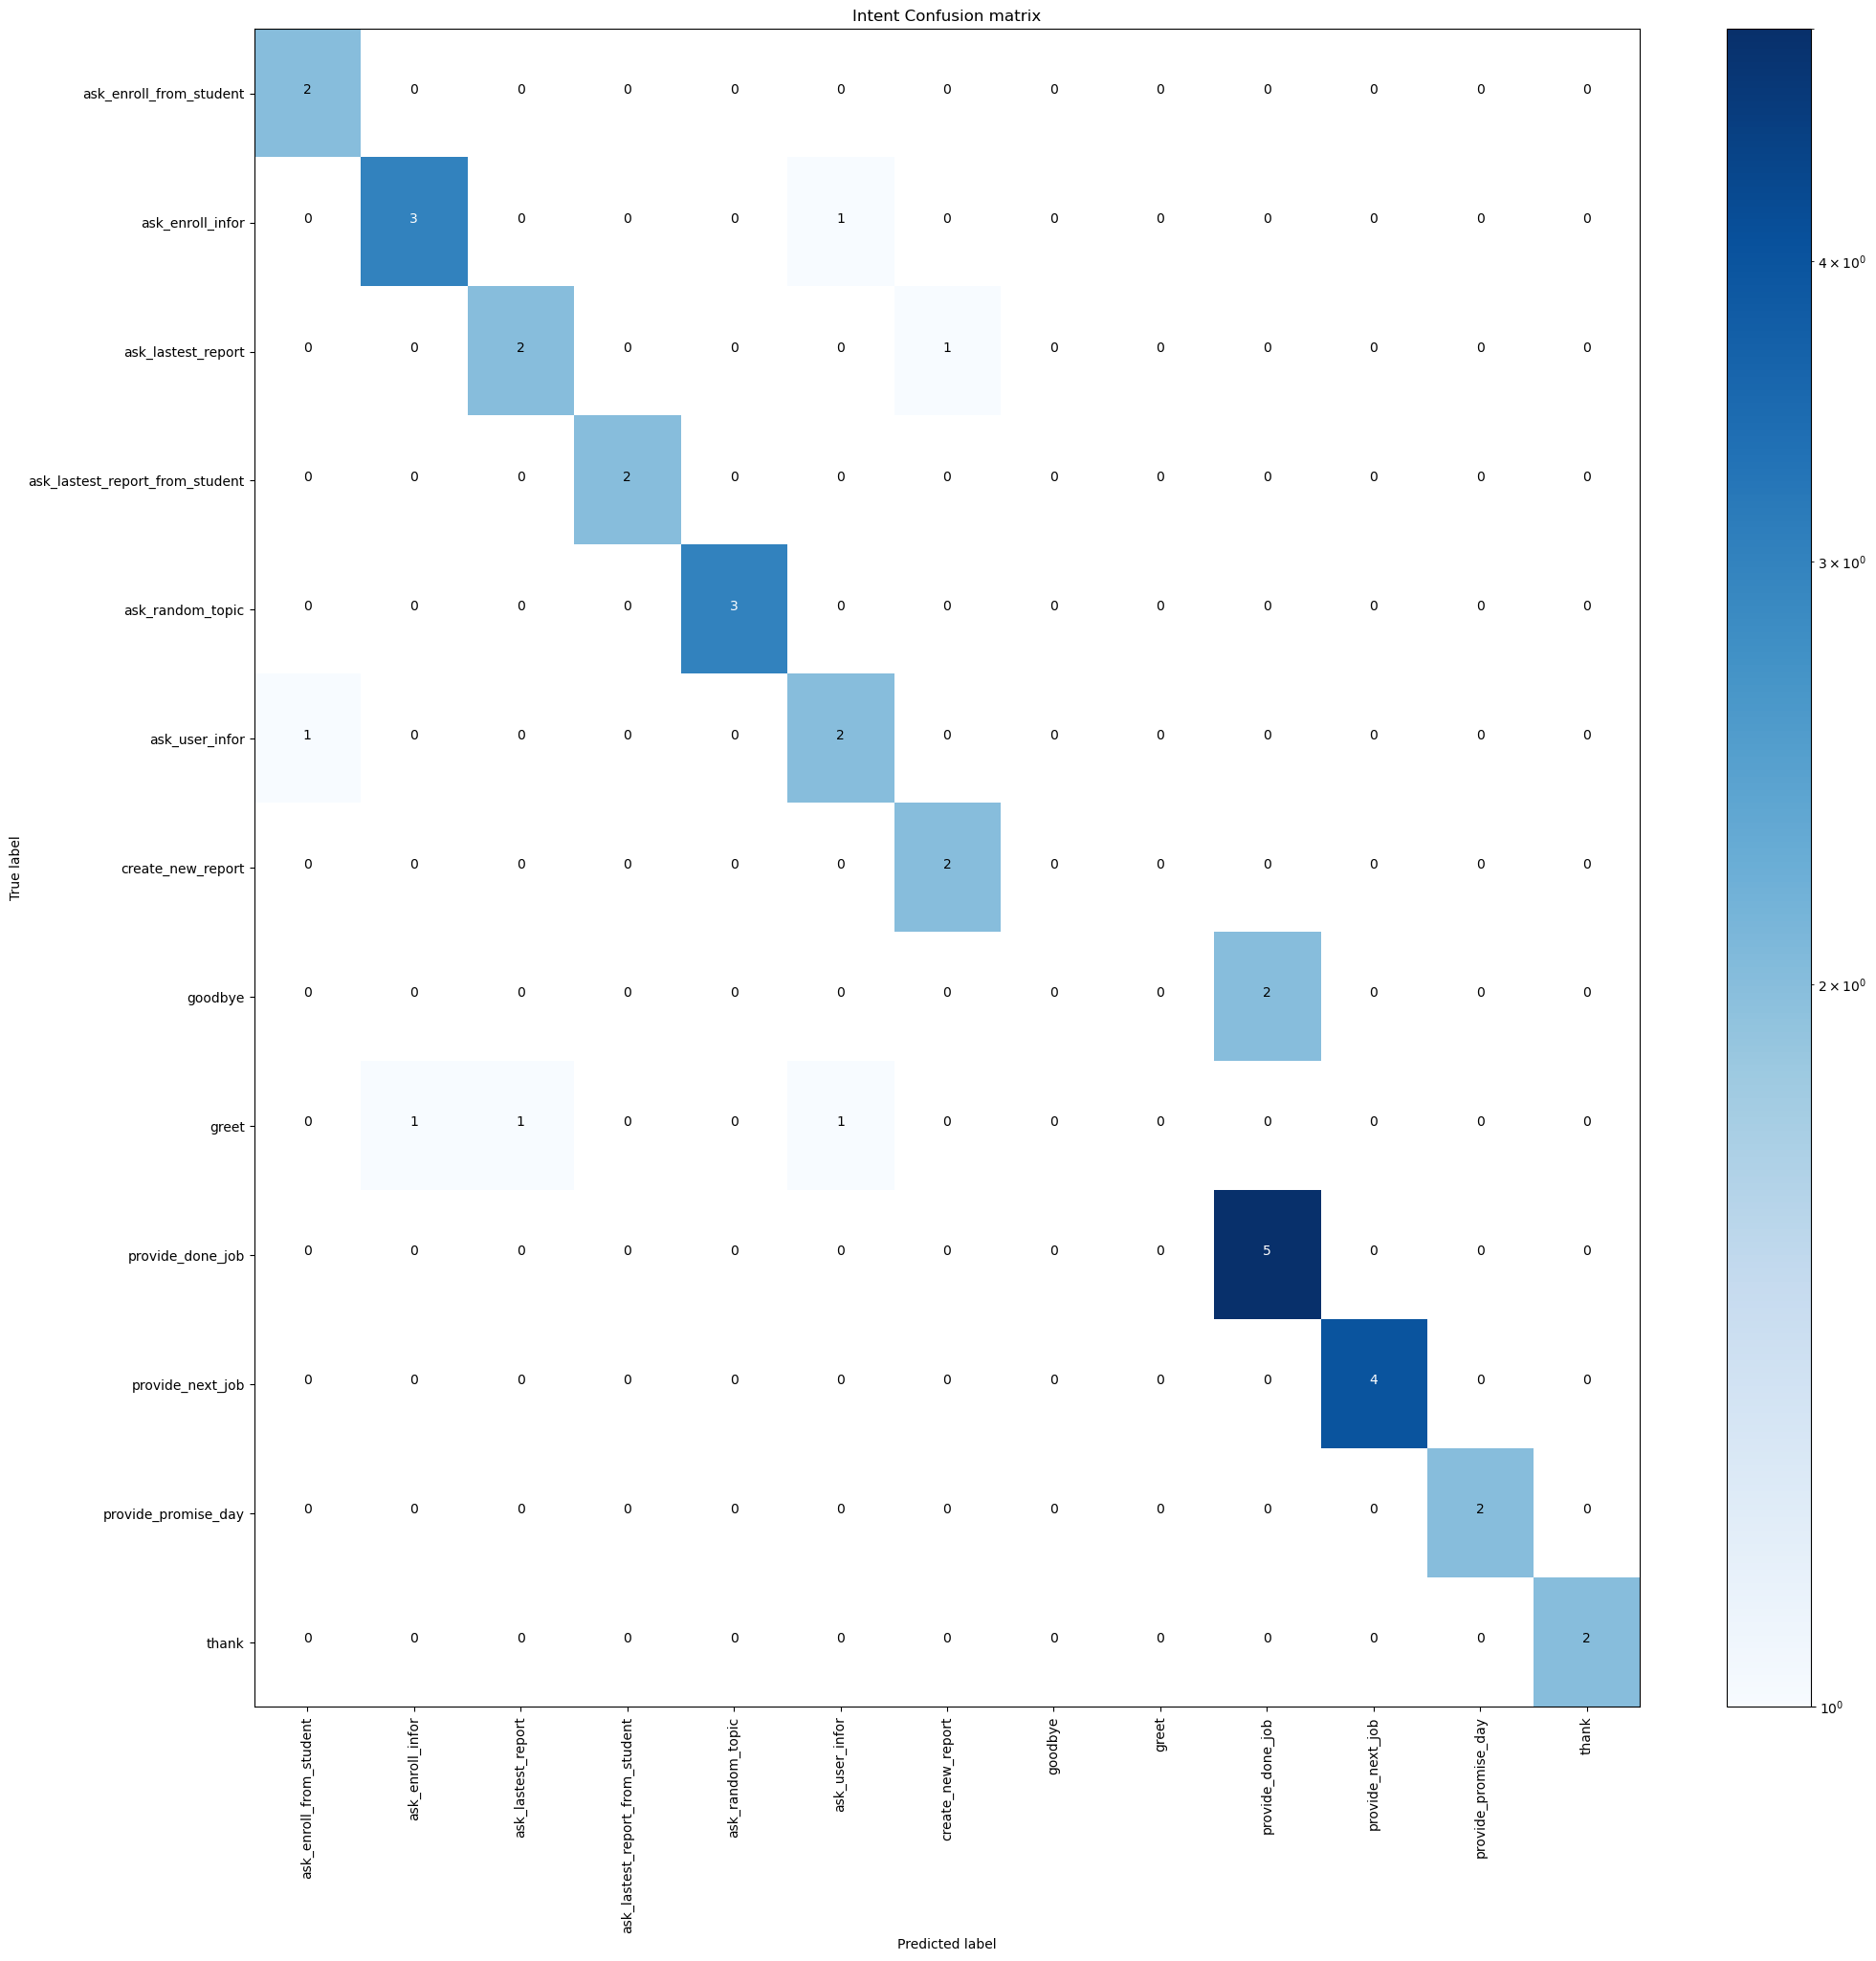 Intent Confusion matrix
ask_enroll_from_student 2 0 0 0 0 0 0 0 0 0 0 0 0
ask_enroll_infor 0 3 0 0 0 1 0 0 0 0 0 0 0
ask_lastest_report 0 0 2 0 0 0 1 0 0 0 0 0 0
ask_lastest_report_from_student 0 0 0 2 0 0 0 0 0 0 0 0 0
ask_random_topic 0 0 0 0 3 0 0 0 0 0 0 0 0
ask_user_infor 1 0 0 0 0 2 0 0 0 0 0 0 0
create_new_report 0 0 0 0 0 0 2 0 0 0 0 0 0
goodbye 0 0 0 0 0 0 0 0 0 2 0 0 0
greet 0 1 1 0 0 1 0 0 0 0 0 0 0
provide_done_job 0 0 0 0 0 0 0 0 0 5 0 0 0
provide_next_job 0 0 0 0 0 0 0 0 0 0 4 0 0
provide_promise_day 0 0 0 0 0 0 0 0 0 0 0 2 0
thank 0 0 0 0 0 0 0 0 0 0 0 0 2
True label
ask_enroll_from_student
ask_enroll_infor
ask_lastest_report
ask_lastest_report_from_student
ask_random_topic
ask_user_infor
create_new_report
goodbye
greet
provide_done_job
provide_next_job
provide_promise_day
thank
Predicted label
4 × 10⁰
3 × 10⁰
2 × 10⁰
10⁰